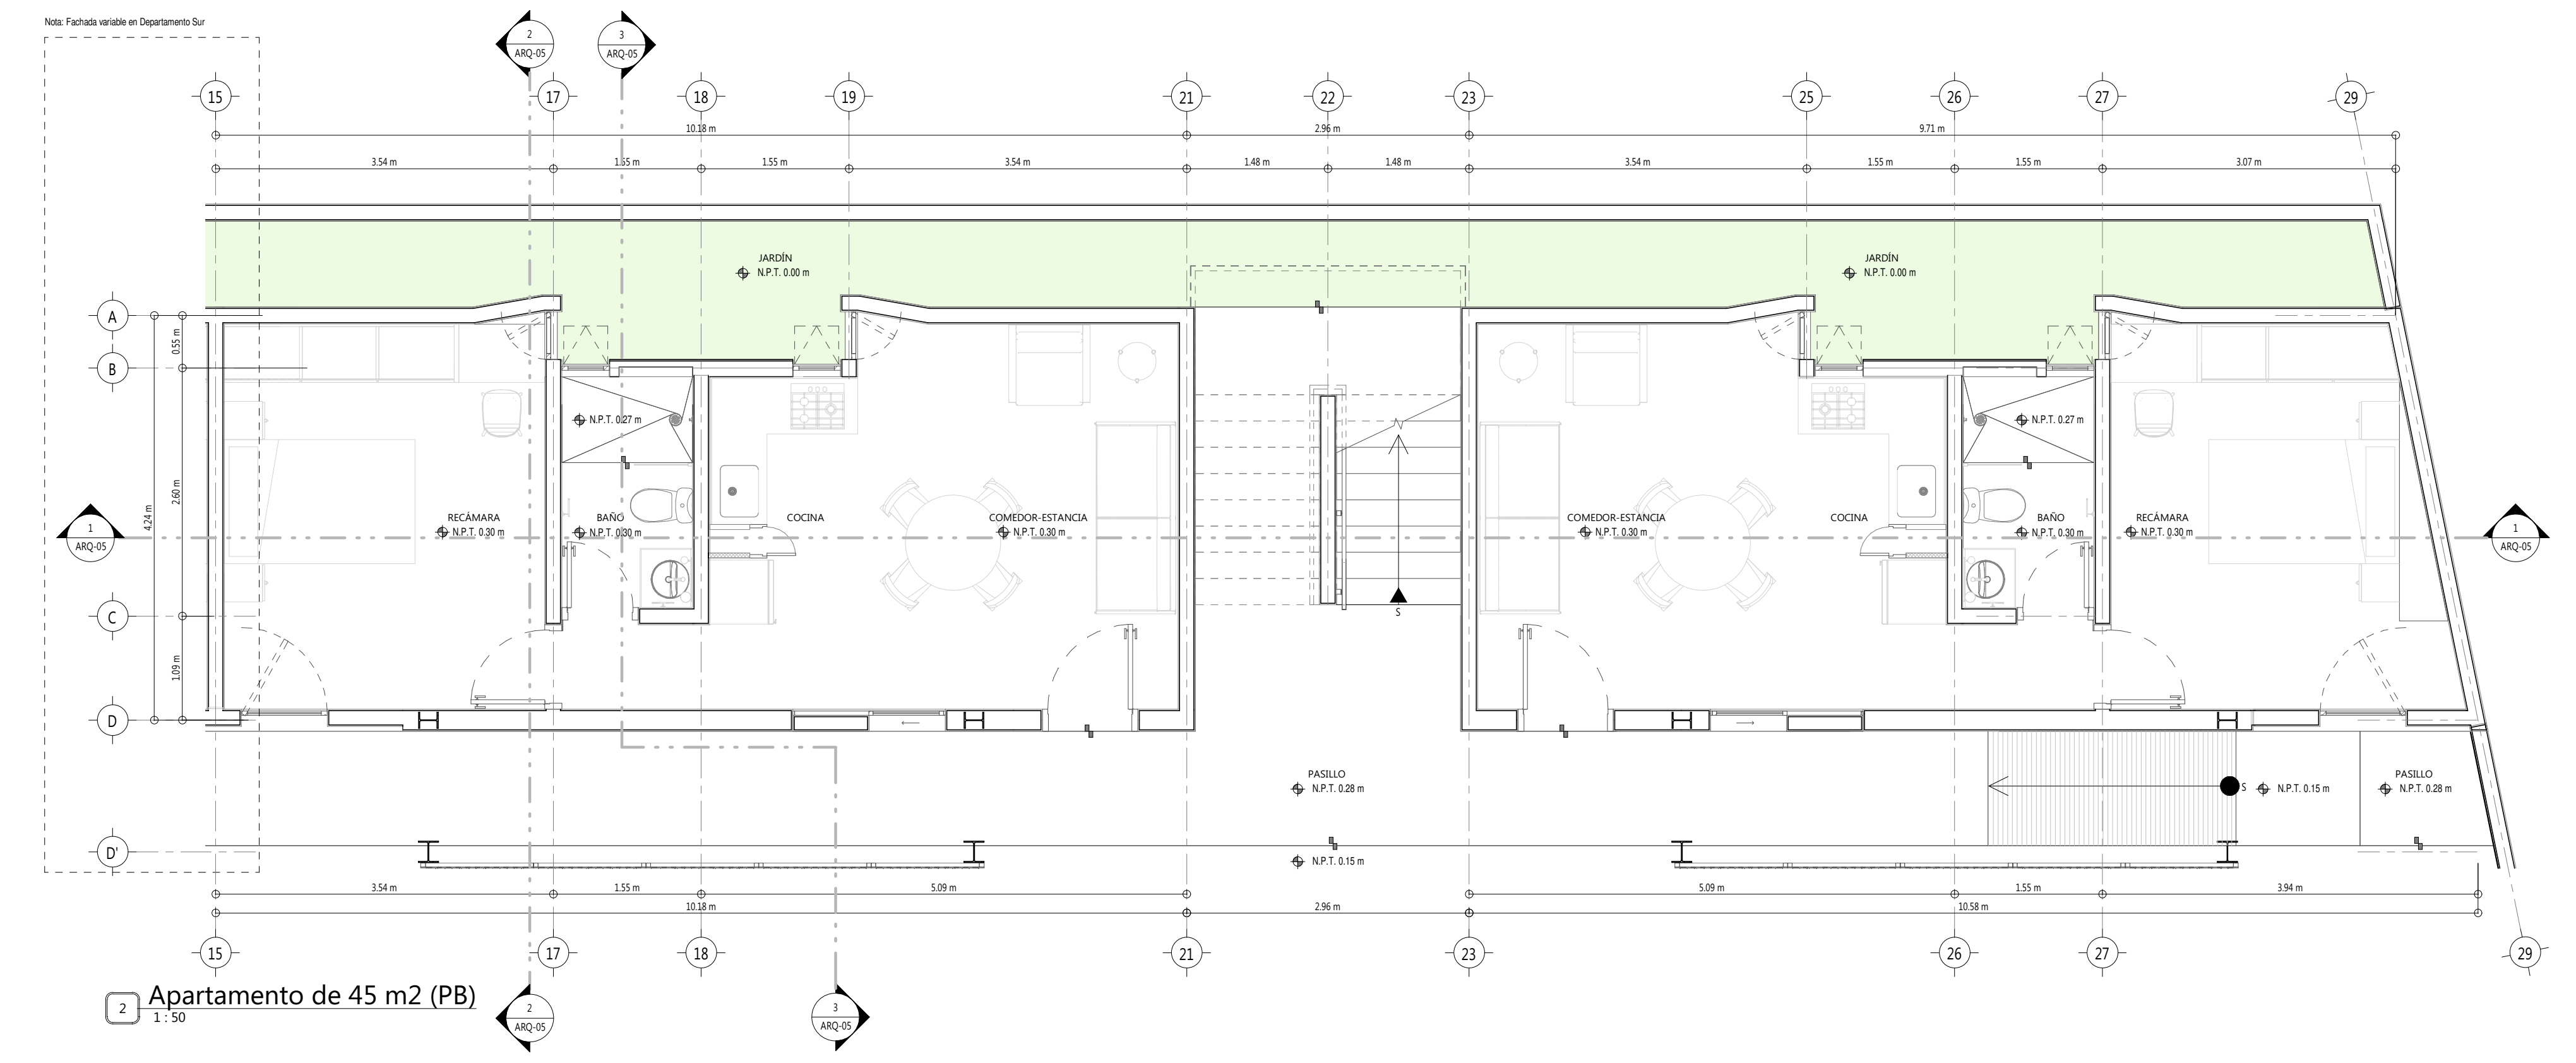 Nota: Fachada variable en Departamento Sur
2
ARQ-05
3
ARQ-05
15
17
18
19
21
22
23
25
26
27
29
10.18 m
2.96 m
9.71 m
3.54 m
1.55 m
1.55 m
3.54 m
1.48 m
1.48 m
3.54 m
1.55 m
1.55 m
3.07 m
JARDÍN
N.P.T. 0.00 m
JARDÍN
N.P.T. 0.00 m
A
0.55 m
B
N.P.T. 0.27 m
N.P.T. 0.27 m
2.60 m
4.24 m
1
ARQ-05
RECÁMARA
N.P.T. 0.30 m
BAÑO
N.P.T. 0.30 m
COCINA
COMEDOR-ESTANCIA
N.P.T. 0.30 m
COMEDOR-ESTANCIA
N.P.T. 0.30 m
COCINA
BAÑO
N.P.T. 0.30 m
RECÁMARA
N.P.T. 0.30 m
1
ARQ-05
S
C
1.09 m
D
PASILLO
N.P.T. 0.28 m
S
N.P.T. 0.15 m
PASILLO
N.P.T. 0.28 m
D'
N.P.T. 0.15 m
3.54 m
1.55 m
5.09 m
5.09 m
1.55 m
3.94 m
10.18 m
2.96 m
10.58 m
15
17
18
21
23
26
27
29
2
Apartamento de 45 m2 (PB)
1 : 50
2
ARQ-05
3
ARQ-05